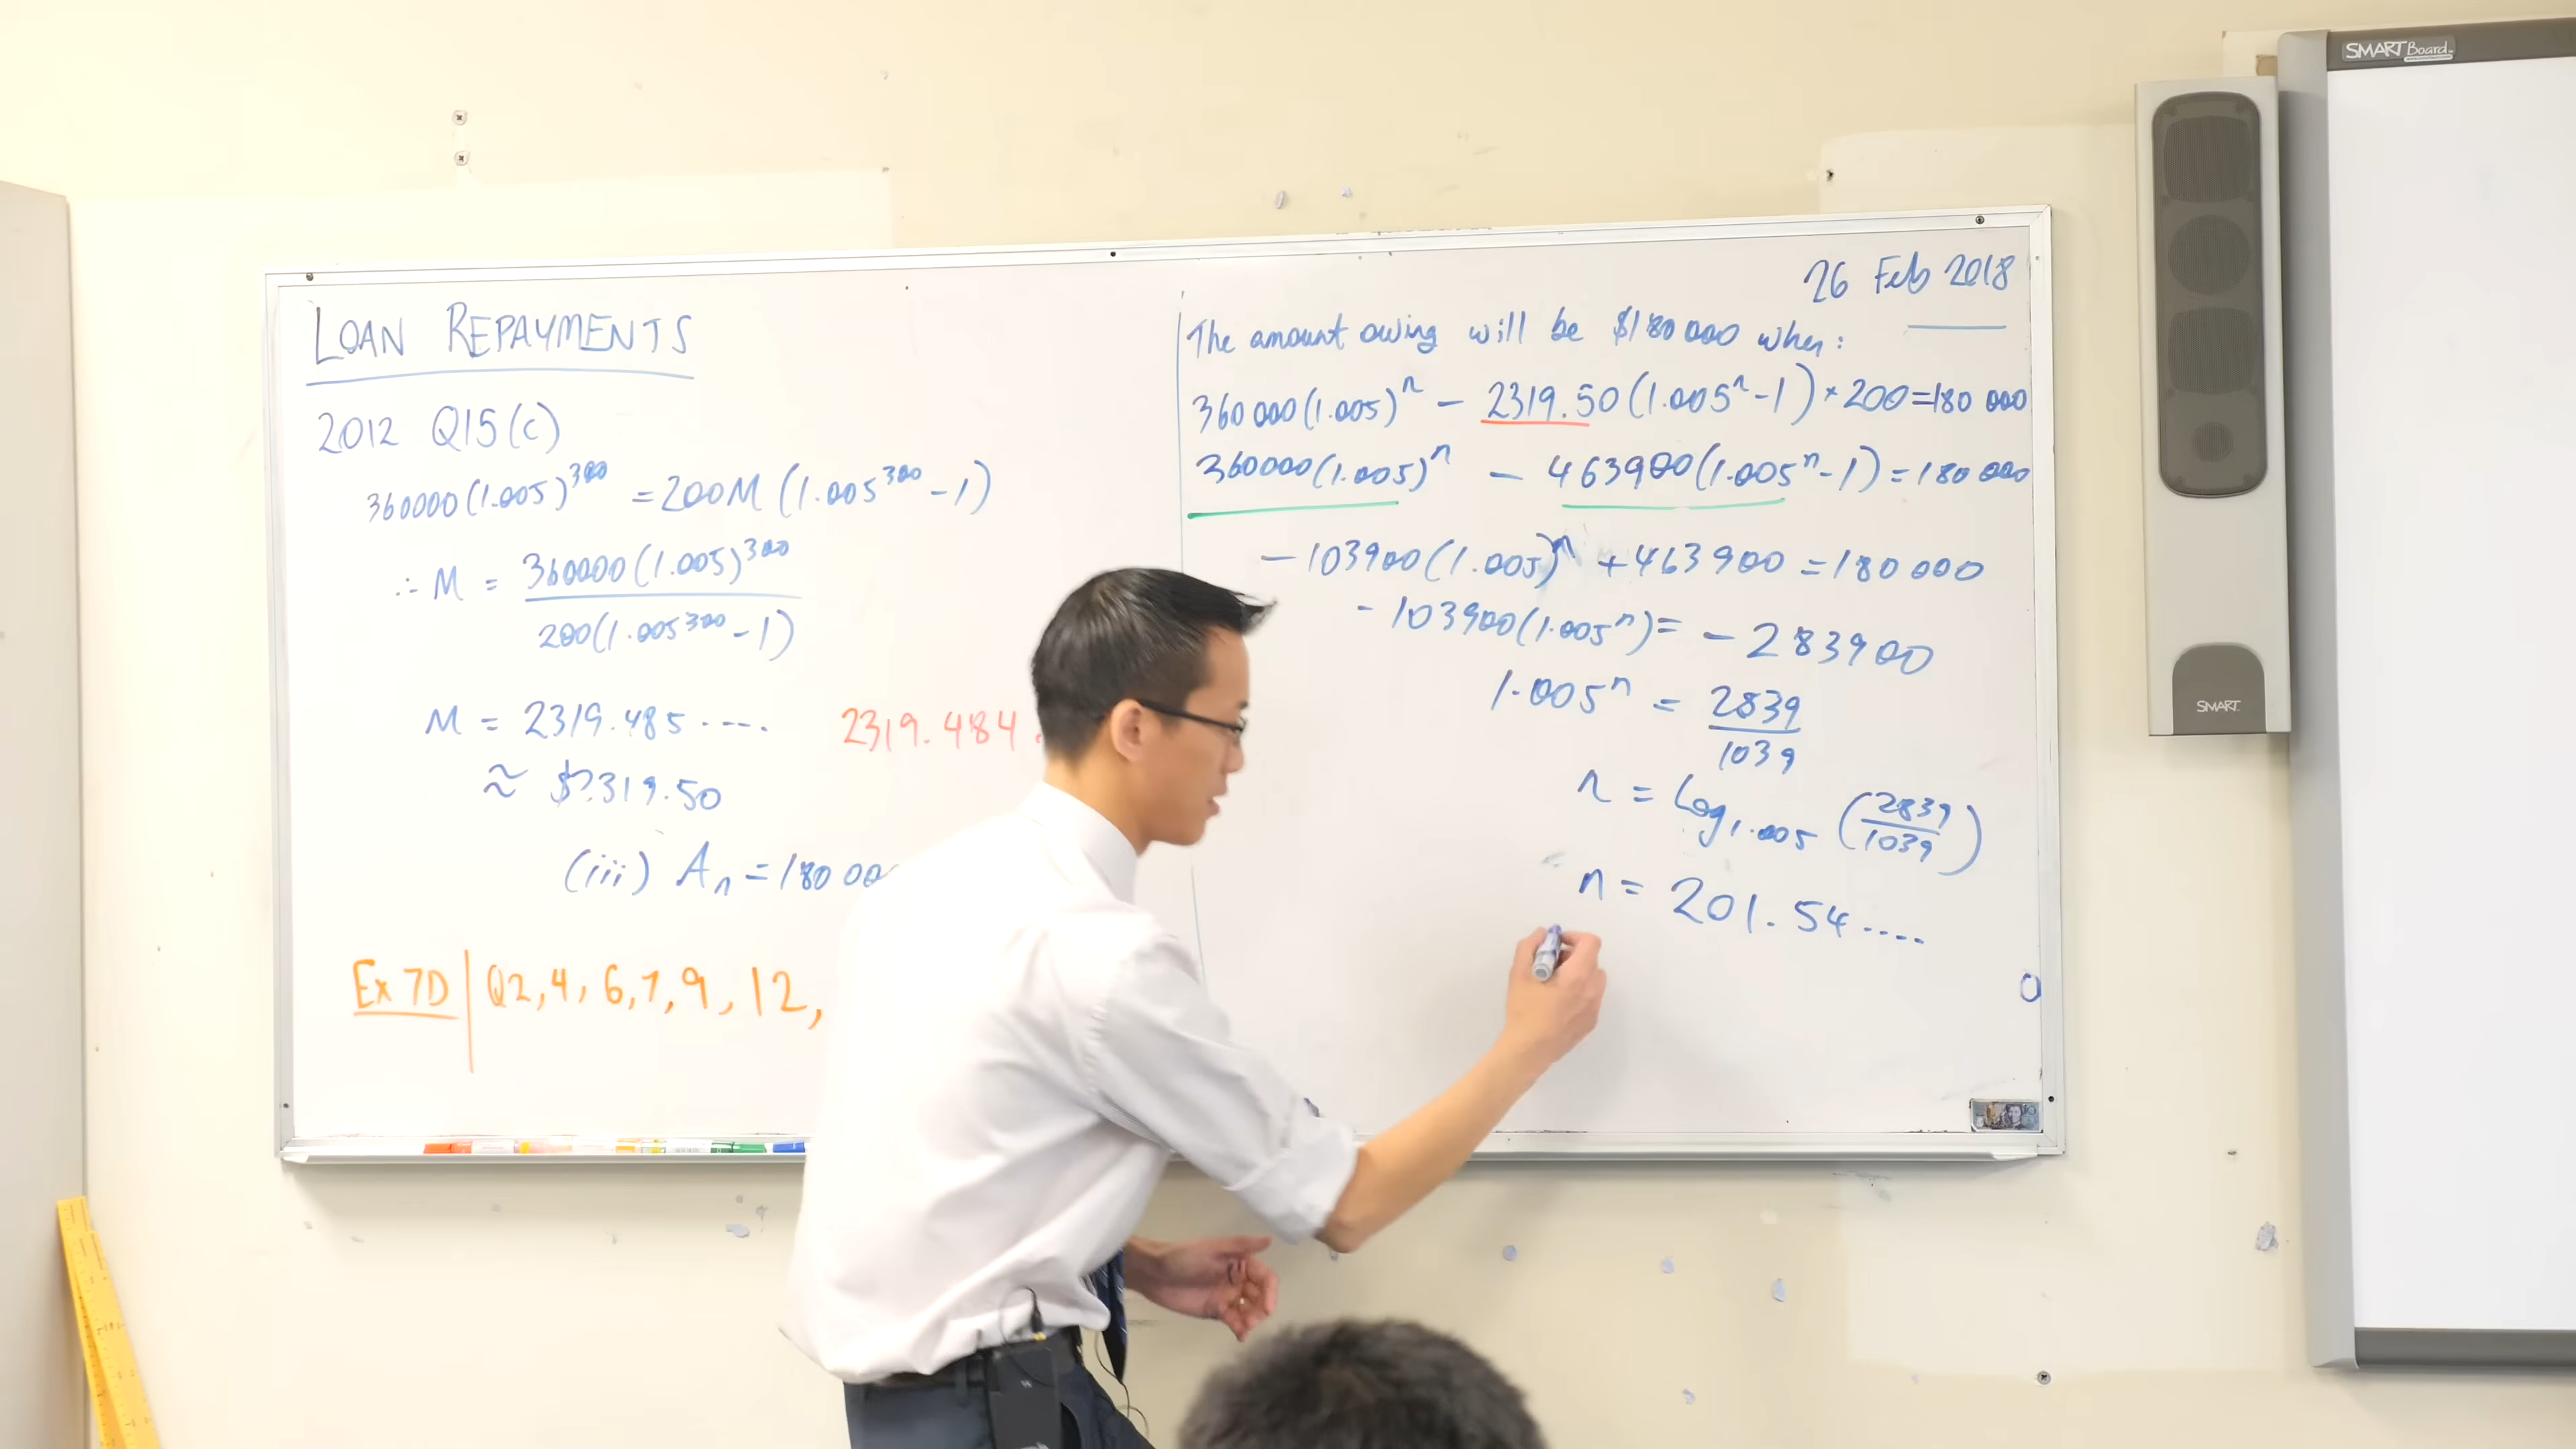 LOAN REPAYMENTS
2012 Q15(c)
360000(1.005)^300 = 200M(1.005^300 - 1)
∴ M = 360000(1.005)^300 / 200(1.005^300 - 1)
M = 2319.485 ....
2319.484
≈ $2319.50
(iii) Aₙ = 180 00
Ex 7D | Q2, 4, 6, 7, 9, 12,
26 Feb 2018
The amount owing will be $180 000 when:
360 000(1.005)^n - 2319.50(1.005^n - 1) × 200 = 180 000
360000(1.005)^n - 463900(1.005^n - 1) = 180 000
-103900(1.005)^n + 463900 = 180 000
-103900(1.005^n) = -283900
1.005^n = 2839/1039
n = log₁.₀₀₅ (2839/1039)
n = 201.54....
0
SMART Board
SMART